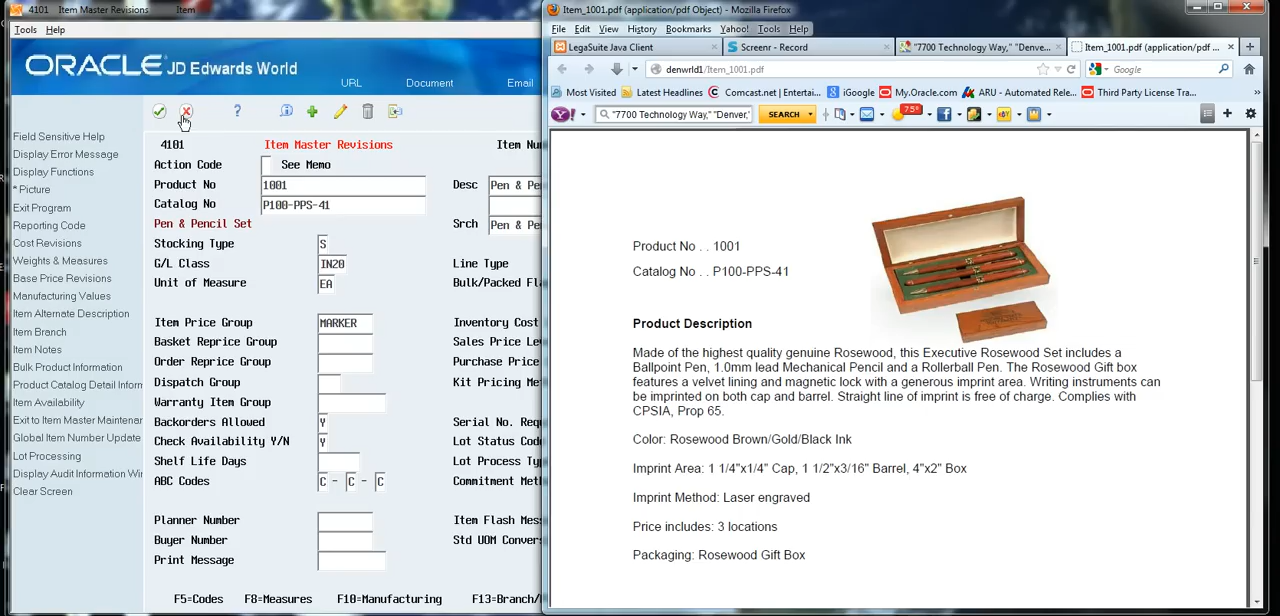 4101 Item Master Revisions Item
Tools Help
ORACLE JD Edwards World
URL Document Email
Field Sensitive Help
Display Error Message
Display Functions
* Picture
Exit Program
Reporting Code
Cost Revisions
Weights & Measures
Base Price Revisions
Manufacturing Values
Item Alternate Description
Item Branch
Item Notes
Bulk Product Information
Product Catalog Detail Inform
Item Availability
Exit to Item Master Maintenan
Global Item Number Update
Lot Processing
Display Audit Information Win
Clear Screen
4101 Item Master Revisions Item Nu
Action Code See Memo
Product No 1001 Desc Pen & Pe
Catalog No P100-PPS-41
Pen & Pencil Set Srch Pen & Pe
Stocking Type S
G/L Class IN20 Line Type
Unit of Measure EA Bulk/Packed Fl
Item Price Group MARKER Inventory Cost
Basket Reprice Group Sales Price Le
Order Reprice Group Purchase Price
Dispatch Group Kit Pricing Me
Warranty Item Group
Backorders Allowed Y Serial No. Req
Check Availability Y/N Y Lot Status Cod
Shelf Life Days Lot Process Ty
ABC Codes C - C - C Commitment Met
Planner Number Item Flash Mes
Buyer Number Std UOM Conver
Print Message
F5=Codes F8=Measures F10=Manufacturing F13=Branch/
Item_1001.pdf (application/pdf Object) - Mozilla Firefox
File Edit View History Bookmarks Yahoo! Tools Help
LegaSuite Java Client Screenr - Record "7700 Technology Way," "Denve... Item_1001.pdf (application/pdf ...
denwrld1/Item_1001.pdf Google
Most Visited Latest Headlines Comcast.net | Entertai... iGoogle My.Oracle.com ARU - Automated Rele... Third Party License Tra...
"7700 Technology Way," "Denver, SEARCH 75°
Product No . . 1001
Catalog No . . P100-PPS-41
Product Description
Made of the highest quality genuine Rosewood, this Executive Rosewood Set includes a
Ballpoint Pen, 1.0mm lead Mechanical Pencil and a Rollerball Pen. The Rosewood Gift box
features a velvet lining and magnetic lock with a generous imprint area. Writing instruments can
be imprinted on both cap and barrel. Straight line of imprint is free of charge. Complies with
CPSIA, Prop 65.
Color: Rosewood Brown/Gold/Black Ink
Imprint Area: 1 1/4"x1/4" Cap, 1 1/2"x3/16" Barrel, 4"x2" Box
Imprint Method: Laser engraved
Price includes: 3 locations
Packaging: Rosewood Gift Box